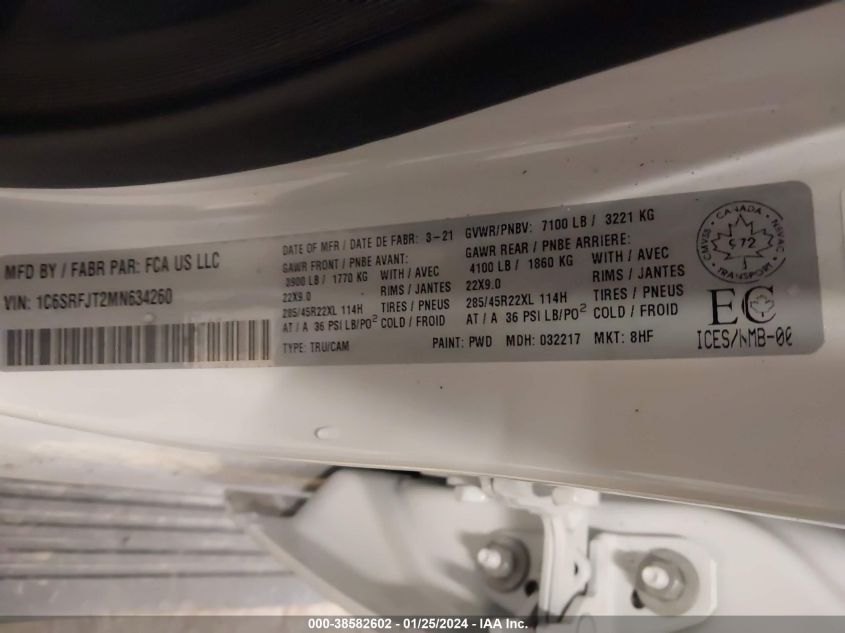 MFD BY / FABR PAR: FCA US LLC
VIN: 1C6SRFJT2MN634260
DATE OF MFR / DATE DE FABR: 3-21
GAWR FRONT / PNBE AVANT:
3900 LB / 1770 KG WITH / AVEC
22X9.0 RIMS / JANTES
285/45R22XL 114H TIRES / PNEUS
AT / A 36 PSI LB/PO² COLD / FROID
TYPE: TRU/CAM
GVWR/PNBV: 7100 LB / 3221 KG
GAWR REAR / PNBE ARRIERE:
4100 LB / 1860 KG WITH / AVEC
22X9.0 RIMS / JANTES
285/45R22XL 114H TIRES / PNEUS
AT / A 36 PSI LB/PO² COLD / FROID
PAINT: PWD MDH: 032217 MKT: 8HF
CANADA
CMVSS NSVAC
72
TRANSPORT
EC
ICES/NMB-00
000-38582602 - 01/25/2024 - IAA Inc.